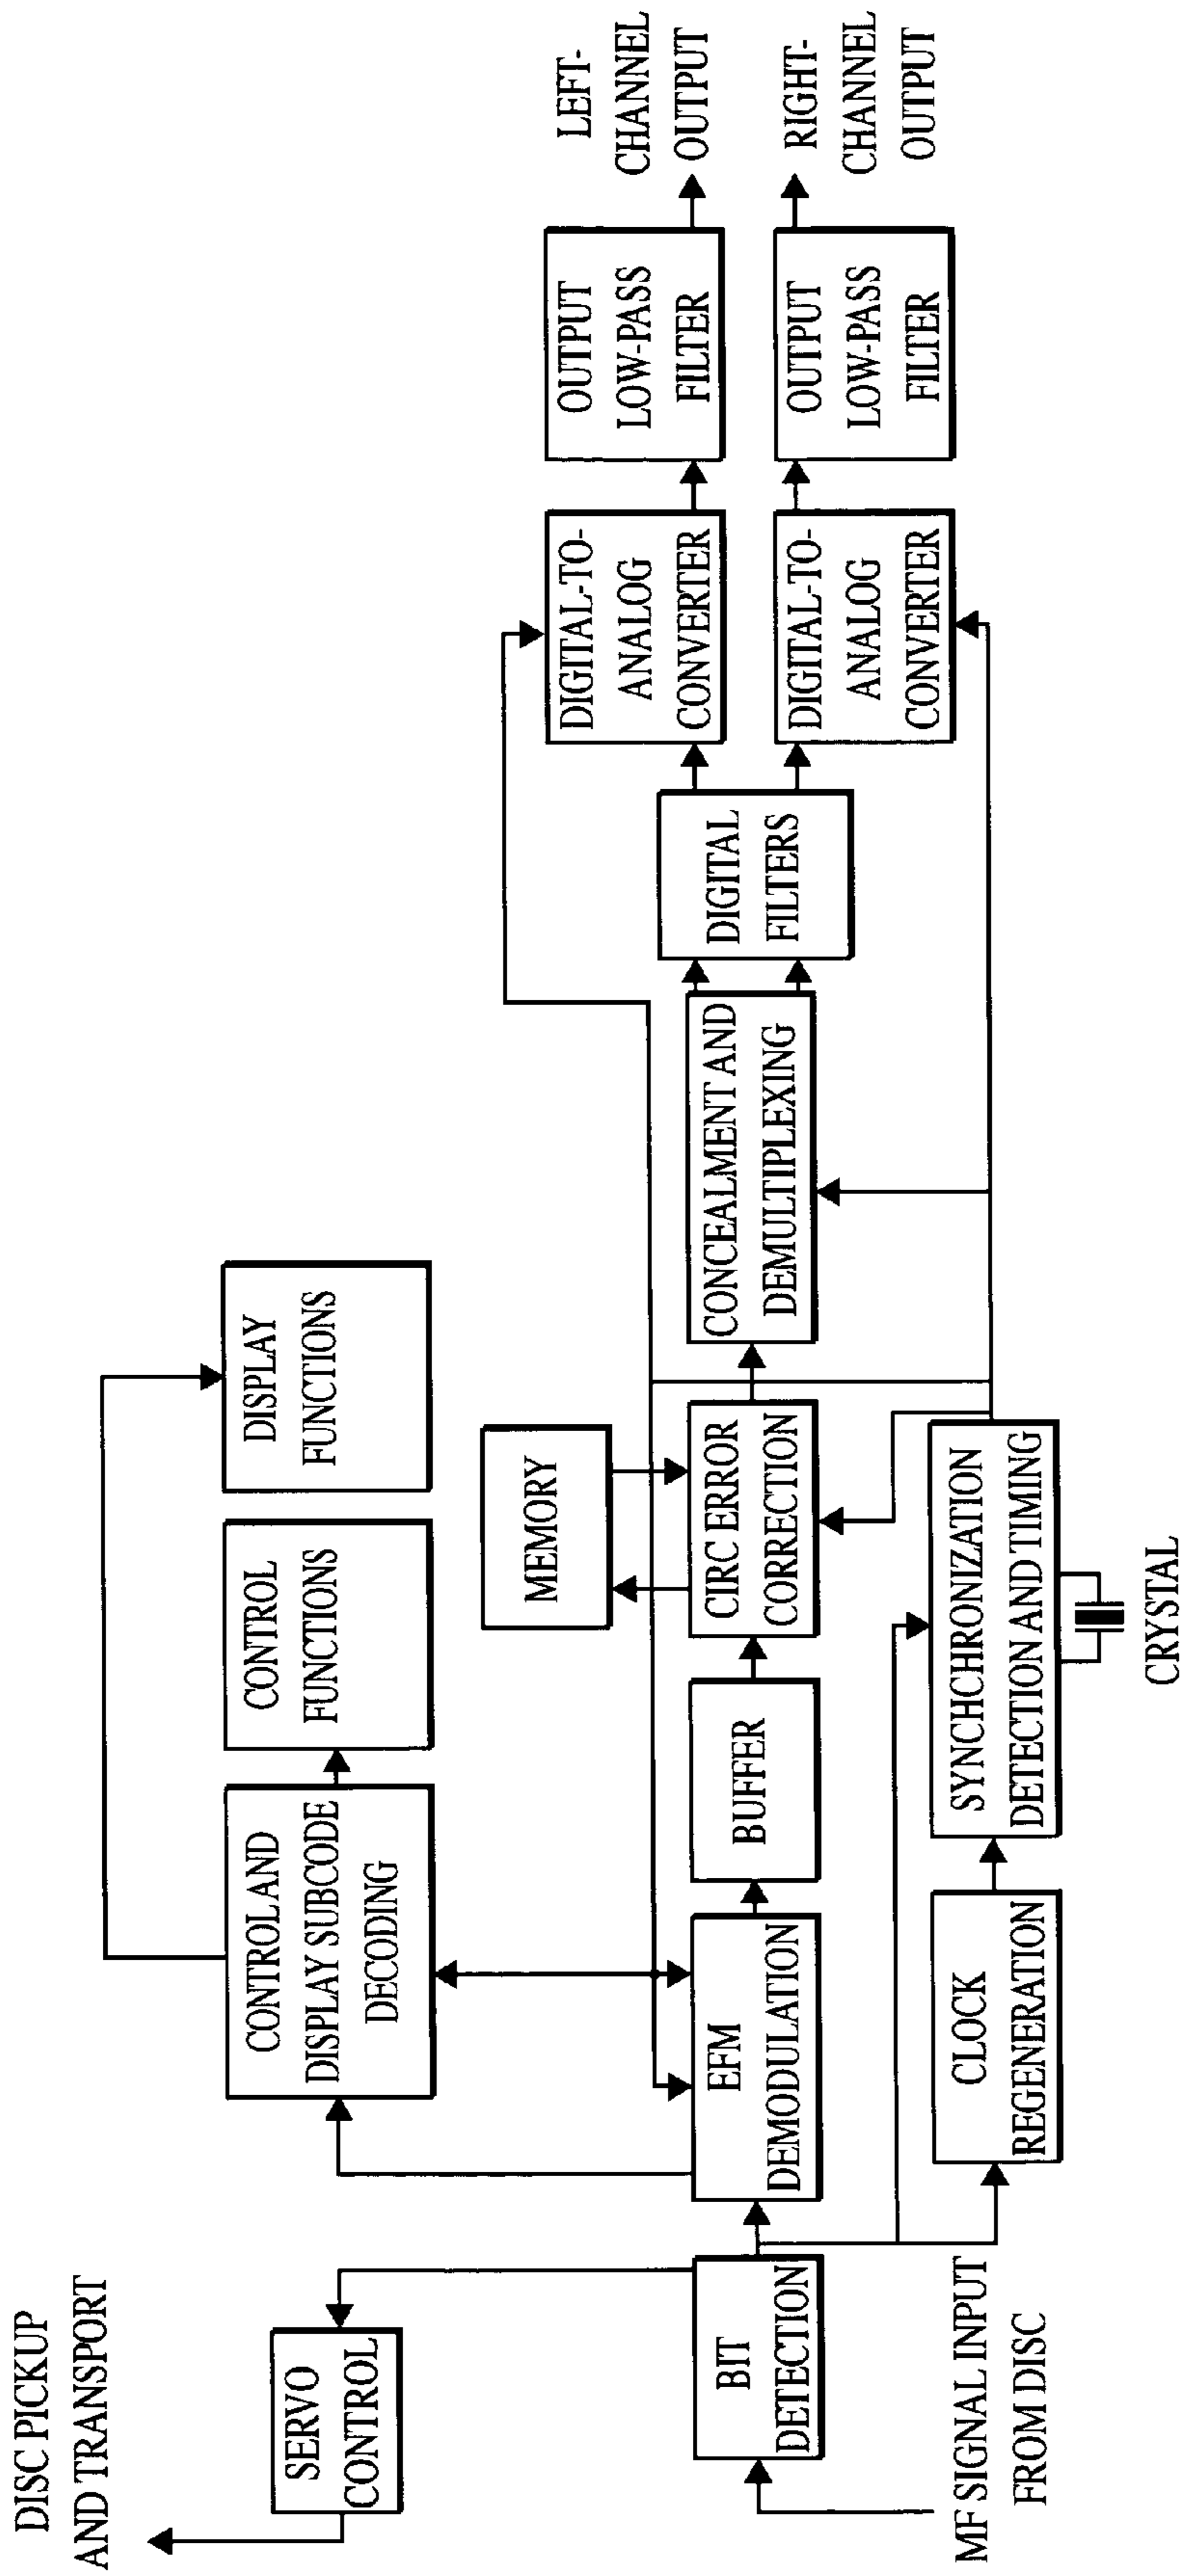 DISC PICKUP
AND TRANSPORT
SERVO
CONTROL
CONTROL AND
DISPLAY SUBCODE
DECODING
CONTROL
FUNCTIONS
DISPLAY
FUNCTIONS
MEMORY
BIT
DETECTION
EFM
DEMODULATION
BUFFER
CIRC ERROR
CORRECTION
CONCEALMENT AND
DEMULTIPLEXING
DIGITAL
FILTERS
DIGITAL-TO-
ANALOG
CONVERTER
OUTPUT
LOW-PASS
FILTER
LEFT-
CHANNEL
OUTPUT
DIGITAL-TO-
ANALOG
CONVERTER
OUTPUT
LOW-PASS
FILTER
RIGHT-
CHANNEL
OUTPUT
MF SIGNAL INPUT
FROM DISC
CLOCK
REGENERATION
SYNCHCHRONIZATION
DETECTION AND TIMING
CRYSTAL